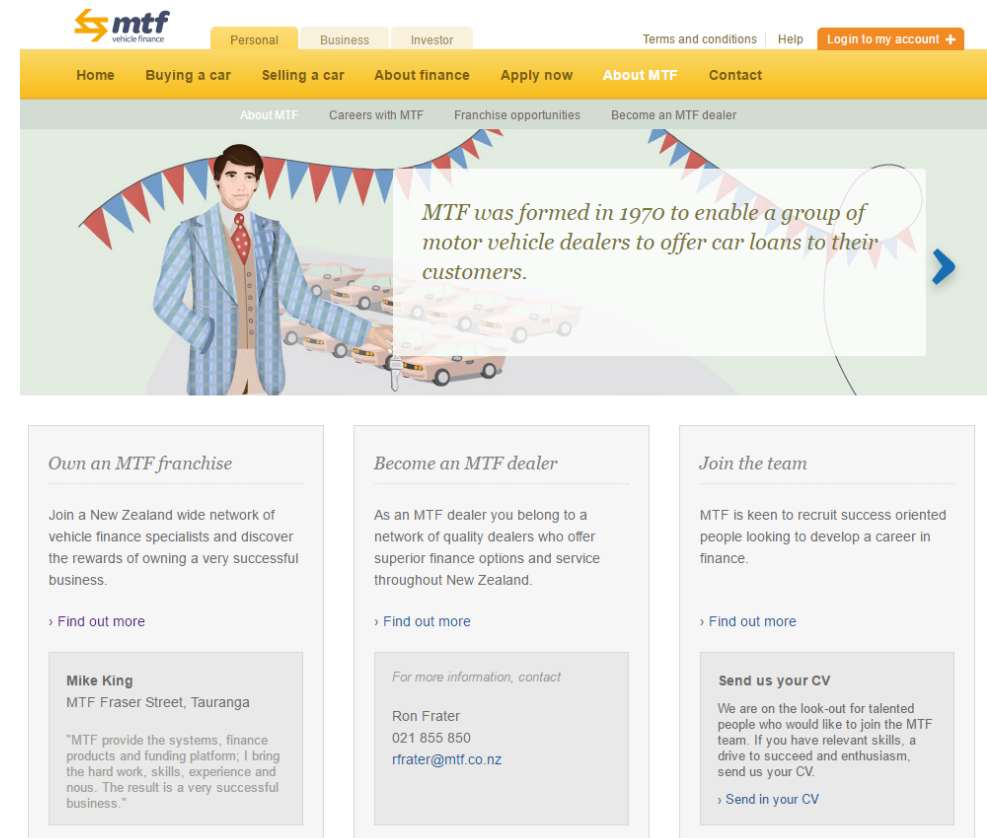 mtf
vehicle finance
Personal Business Investor
Terms and conditions Help Login to my account +
Home Buying a car Selling a car About finance Apply now About MTF Contact
About MTF Careers with MTF Franchise opportunities Become an MTF dealer
MTF was formed in 1970 to enable a group of
motor vehicle dealers to offer car loans to their
customers.
Own an MTF franchise
Join a New Zealand wide network of
vehicle finance specialists and discover
the rewards of owning a very successful
business.
› Find out more
Mike King
MTF Fraser Street, Tauranga
"MTF provide the systems, finance
products and funding platform; I bring
the hard work, skills, experience and
nous. The result is a very successful
business."
Become an MTF dealer
As an MTF dealer you belong to a
network of quality dealers who offer
superior finance options and service
throughout New Zealand.
› Find out more
For more information, contact
Ron Frater
021 855 850
rfrater@mtf.co.nz
Join the team
MTF is keen to recruit success oriented
people looking to develop a career in
finance.
› Find out more
Send us your CV
We are on the look-out for talented
people who would like to join the MTF
team. If you have relevant skills, a
drive to succeed and enthusiasm,
send us your CV.
› Send in your CV